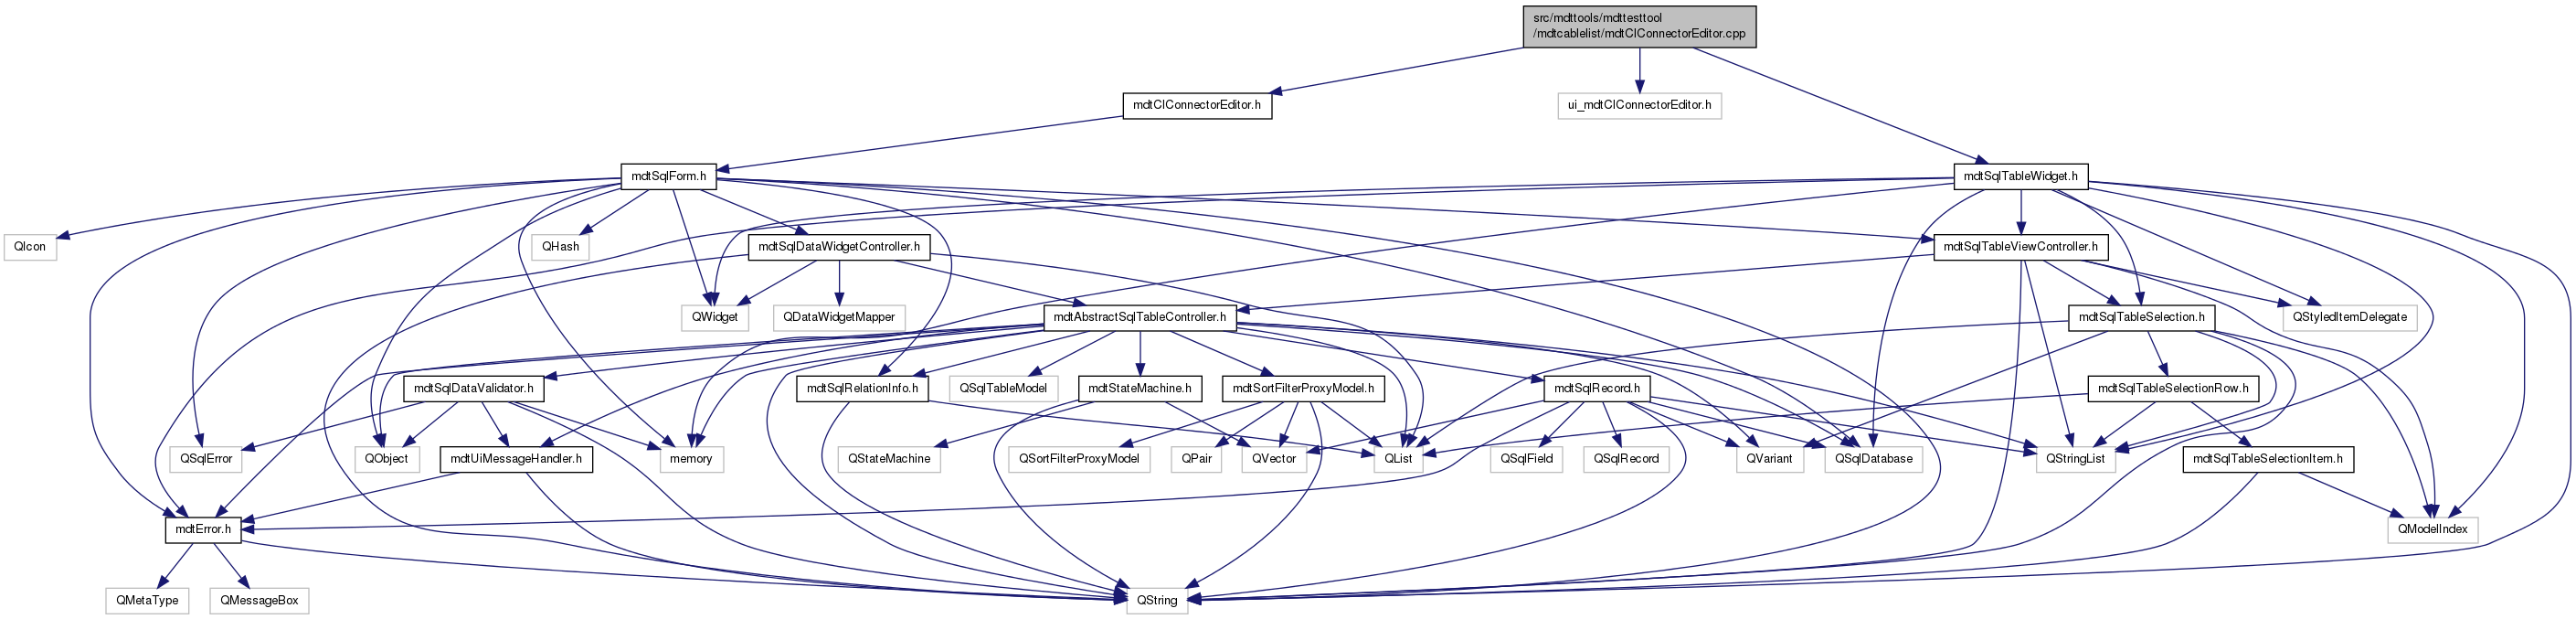 src/mdttools/mdttesttool
/mdtcablelist/mdtClConnectorEditor.cpp
mdtClConnectorEditor.h
ui_mdtClConnectorEditor.h
mdtSqlForm.h
mdtSqlTableWidget.h
QIcon
QHash
mdtSqlDataWidgetController.h
mdtSqlTableViewController.h
QWidget
QDataWidgetMapper
mdtAbstractSqlTableController.h
mdtSqlTableSelection.h
QStyledItemDelegate
mdtSqlDataValidator.h
mdtSqlRelationInfo.h
QSqlTableModel
mdtStateMachine.h
mdtSortFilterProxyModel.h
mdtSqlRecord.h
mdtSqlTableSelectionRow.h
QSqlError
QObject
mdtUiMessageHandler.h
memory
QStateMachine
QSortFilterProxyModel
QPair
QVector
QList
QSqlField
QSqlRecord
QVariant
QSqlDatabase
QStringList
mdtSqlTableSelectionItem.h
mdtError.h
QModelIndex
QMetaType
QMessageBox
QString